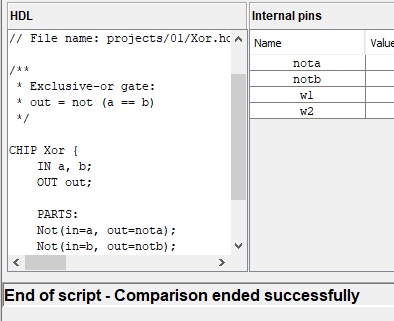 HDL
// File name: projects/01/Xor.hd
/**
* Exclusive-or gate:
* out = not (a == b)
*/
CHIP Xor {
IN a, b;
OUT out;
PARTS:
Not(in=a, out=nota);
Not(in=b, out=notb);
Internal pins
Name Value
nota
notb
w1
w2
End of script - Comparison ended successfully